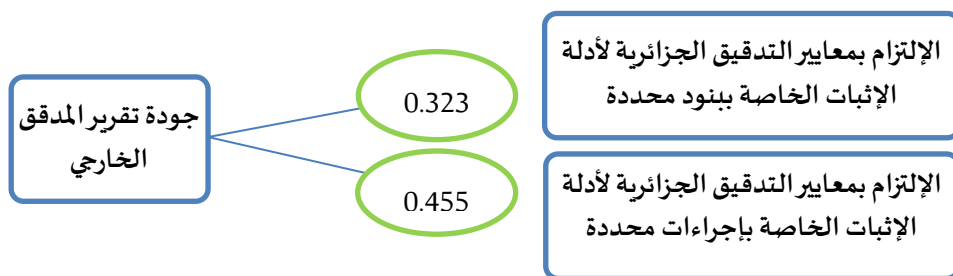 الإلتزام بمعايير التدقيق الجزائرية لأدلة
الإثبات الخاصة ببنود محددة
0.323
جودة تقرير المدقق
الخارجي
0.455
الإلتزام بمعايير التدقيق الجزائرية لأدلة
الإثبات الخاصة بإجراءات محددة